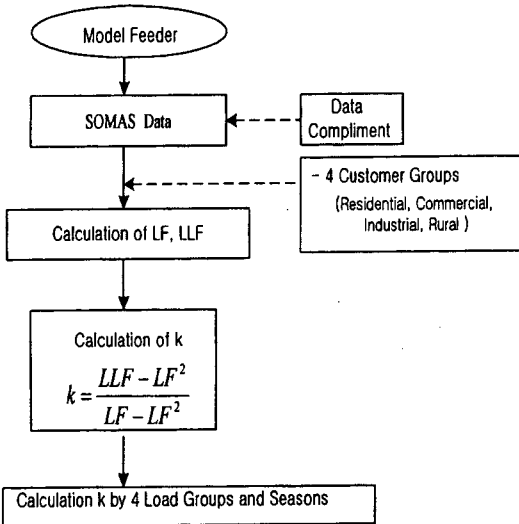 Model Feeder
SOMAS Data
Data
Compliment
- 4 Customer Groups
(Residential, Commercial,
Industrial, Rural )
Calculation of LF, LLF
Calculation of k
k = \frac{LLF - LF^2}{LF - LF^2}
Calculation k by 4 Load Groups and Seasons